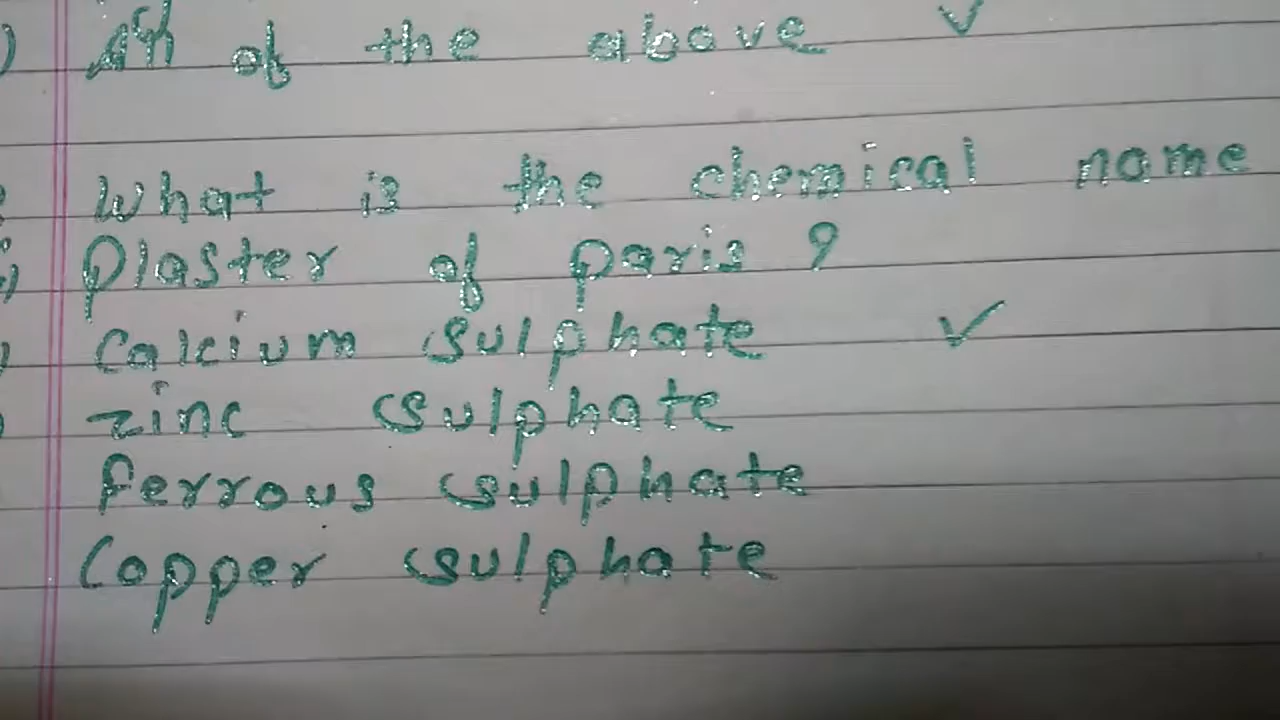 ) All of the above ✓
What is the chemical name
Plaster of paris ?
Calcium sulphate ✓
zinc sulphate
ferrous sulphate
Copper sulphate